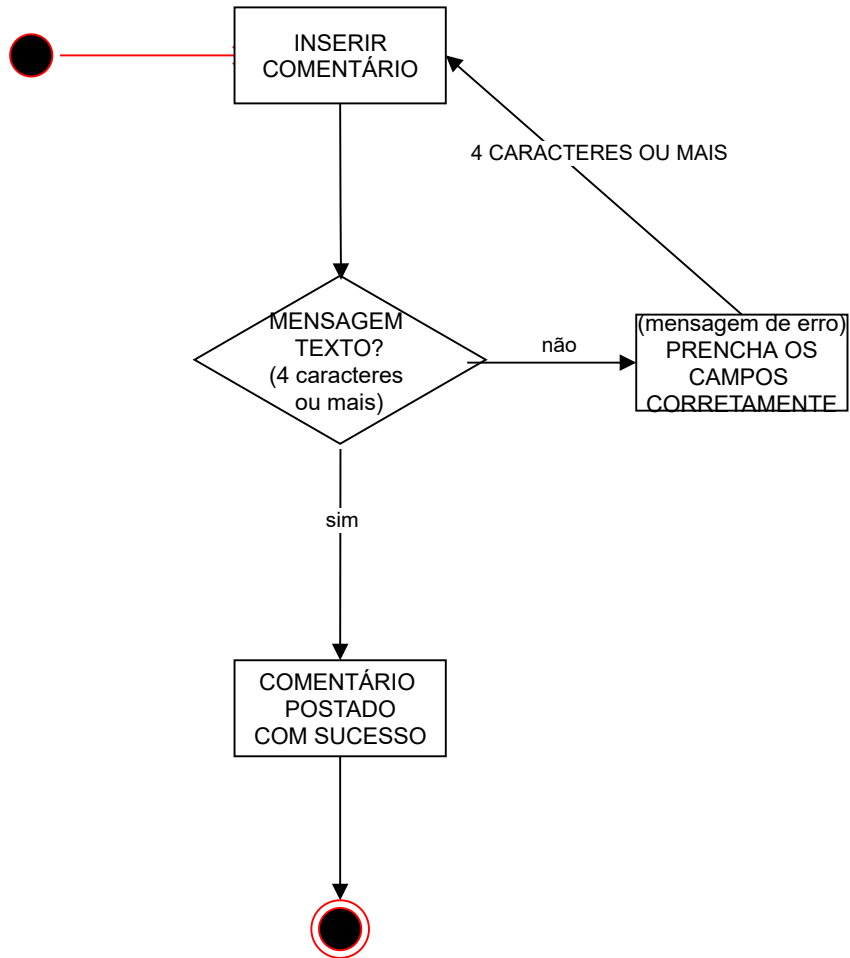 INSERIR
COMENTÁRIO
4 CARACTERES OU MAIS
MENSAGEM
TEXTO?
(4 caracteres
ou mais)
não
(mensagem de erro)
PRENCHA OS
CAMPOS
CORRETAMENTE
sim
COMENTÁRIO
POSTADO
COM SUCESSO